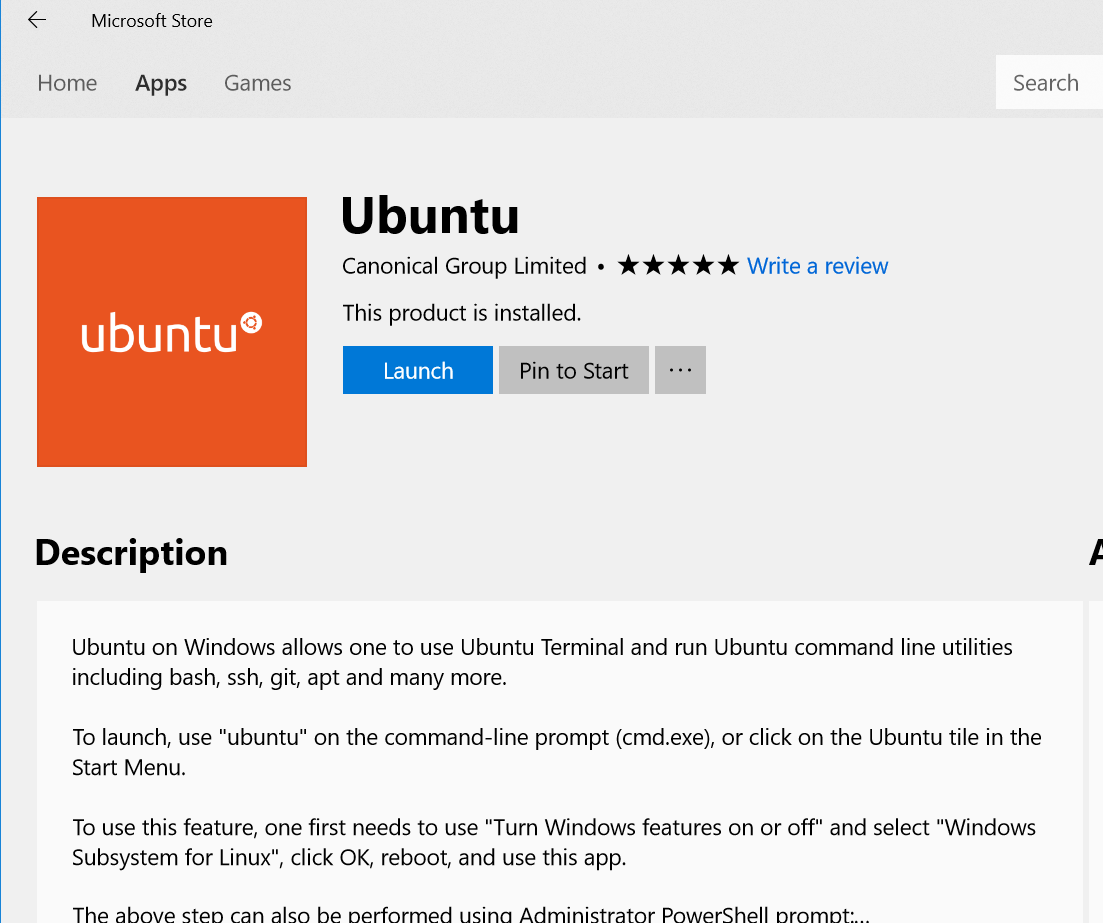 Microsoft Store
Home Apps Games Search
ubuntu
Ubuntu
Canonical Group Limited • ★★★★★ Write a review
This product is installed.
Launch Pin to Start ...
Description
Ubuntu on Windows allows one to use Ubuntu Terminal and run Ubuntu command line utilities
including bash, ssh, git, apt and many more.
To launch, use "ubuntu" on the command-line prompt (cmd.exe), or click on the Ubuntu tile in the
Start Menu.
To use this feature, one first needs to use "Turn Windows features on or off" and select "Windows
Subsystem for Linux", click OK, reboot, and use this app.
The above step can also be performed using Administrator PowerShell prompt:...